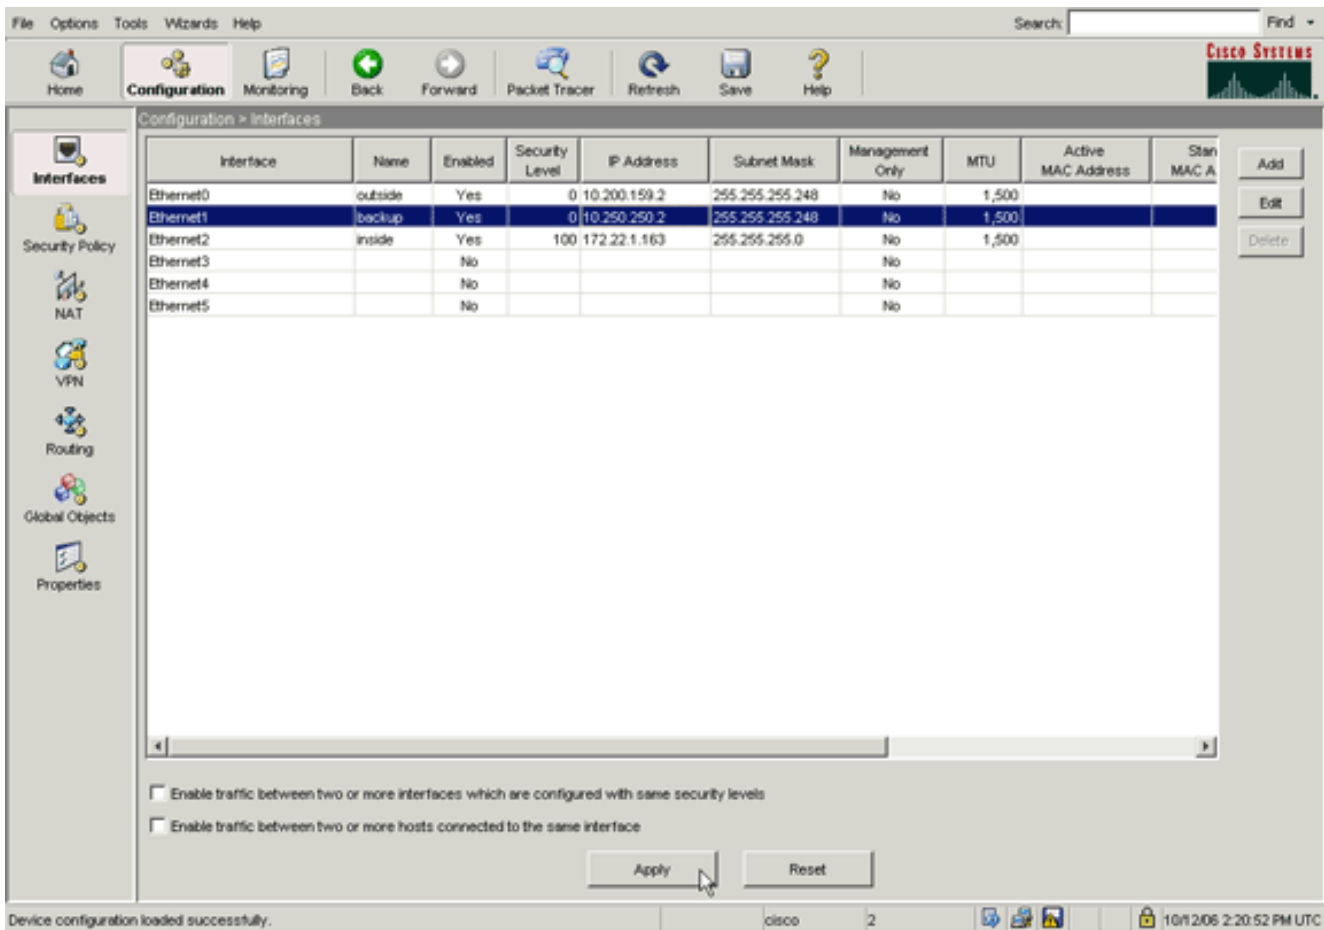 File Options Tools Wizards Help Search: Find
Home Configuration Monitoring Back Forward Packet Tracer Refresh Save Help CISCO SYSTEMS
Configuration > Interfaces
Interface Name Enabled Security Level IP Address Subnet Mask Management Only MTU Active MAC Address Stan MAC A
Ethernet0 outside Yes 0 10.200.159.2 255.255.255.248 No 1,500
Ethernet1 backup Yes 0 10.250.250.2 255.255.255.248 No 1,500
Ethernet2 inside Yes 100 172.22.1.163 255.255.255.0 No 1,500
Ethernet3 No No
Ethernet4 No No
Ethernet5 No No
Add
Edit
Delete
Interfaces
Security Policy
NAT
VPN
Routing
Global Objects
Properties
Enable traffic between two or more interfaces which are configured with same security levels
Enable traffic between two or more hosts connected to the same interface
Apply Reset
Device configuration loaded successfully. cisco 2 10/12/06 2:20:52 PM UTC